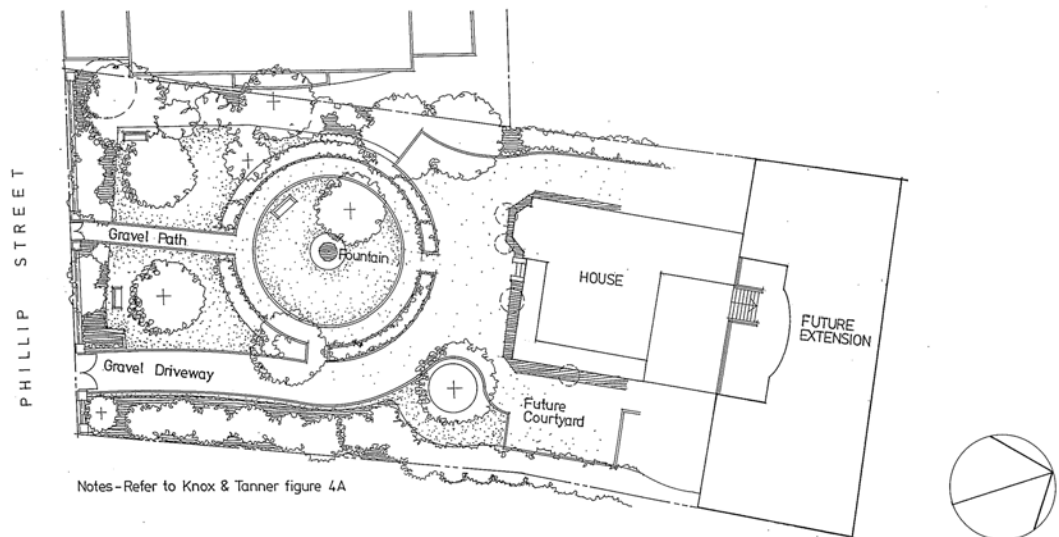 PHILLIP STREET
Gravel Path
Fountain
HOUSE
FUTURE
EXTENSION
Gravel Driveway
Future
Courtyard
Notes-Refer to Knox & Tanner figure 4A